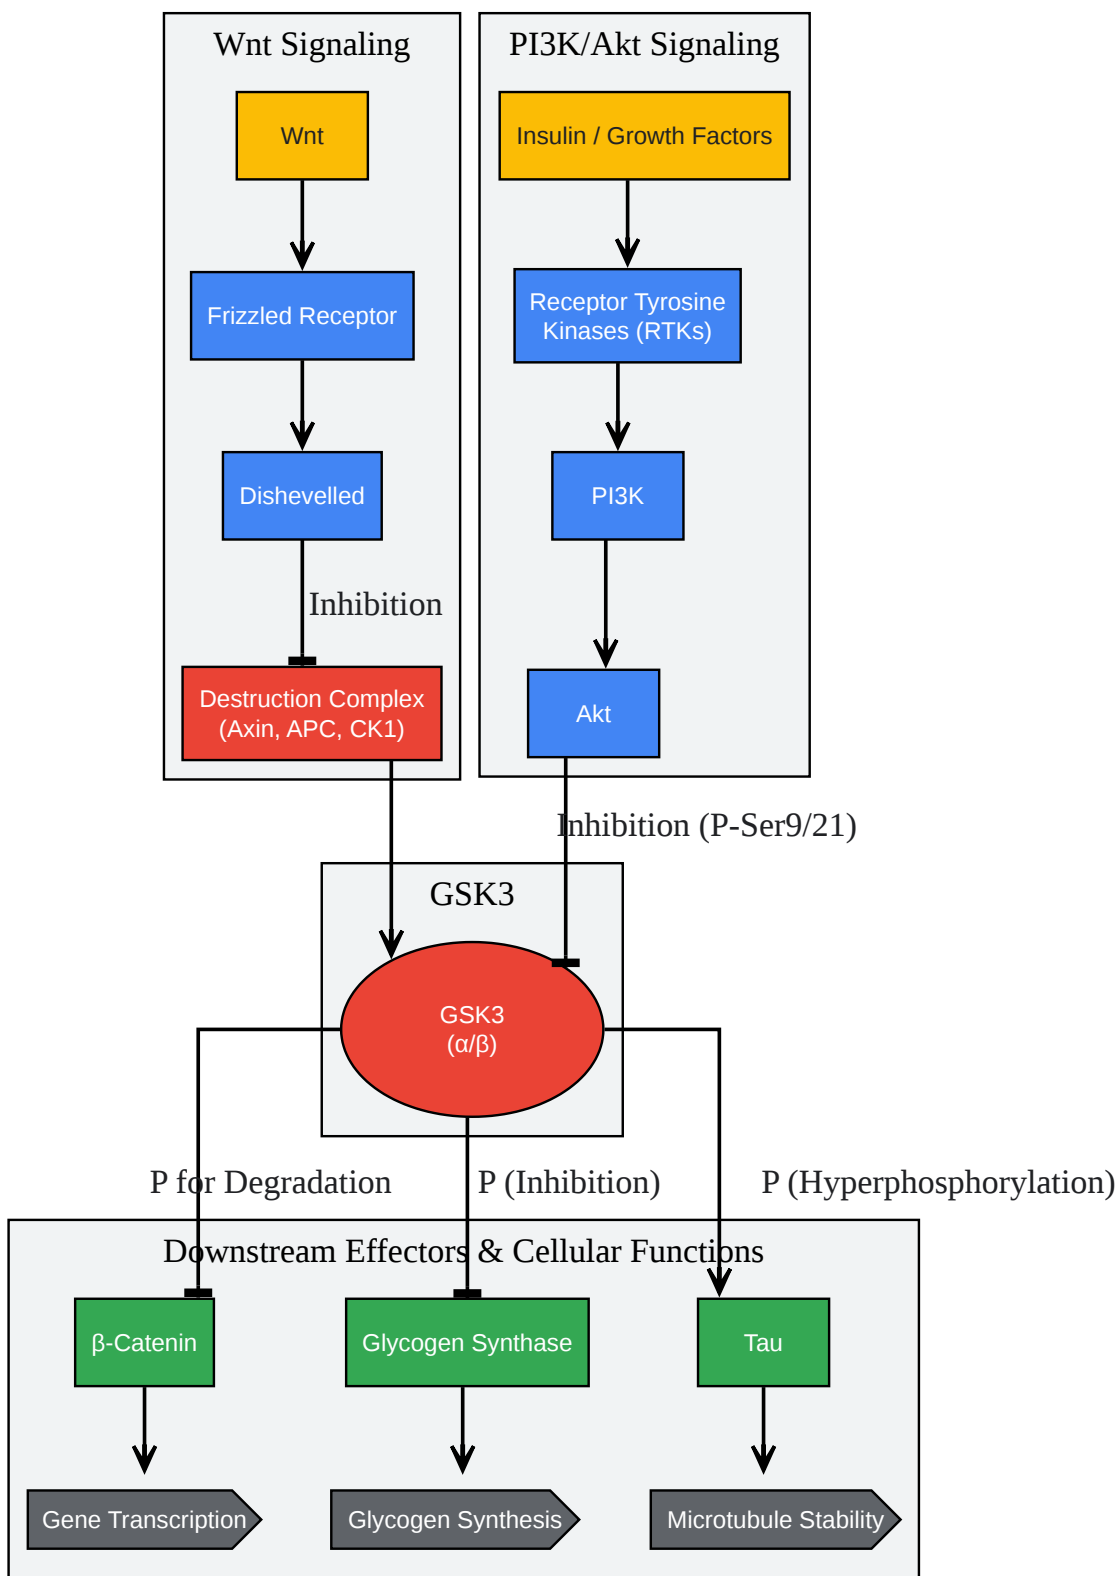 Wnt Signaling
Wnt
Frizzled Receptor
Dishevelled
Inhibition
Destruction Complex
(Axin, APC, CK1)
PI3K/Akt Signaling
Insulin / Growth Factors
Receptor Tyrosine
Kinases (RTKs)
PI3K
Akt
Inhibition (P-Ser9/21)
GSK3
GSK3
(α/β)
P for Degradation
P (Inhibition)
P (Hyperphosphorylation)
Downstream Effectors & Cellular Functions
β-Catenin
Glycogen Synthase
Tau
Gene Transcription
Glycogen Synthesis
Microtubule Stability